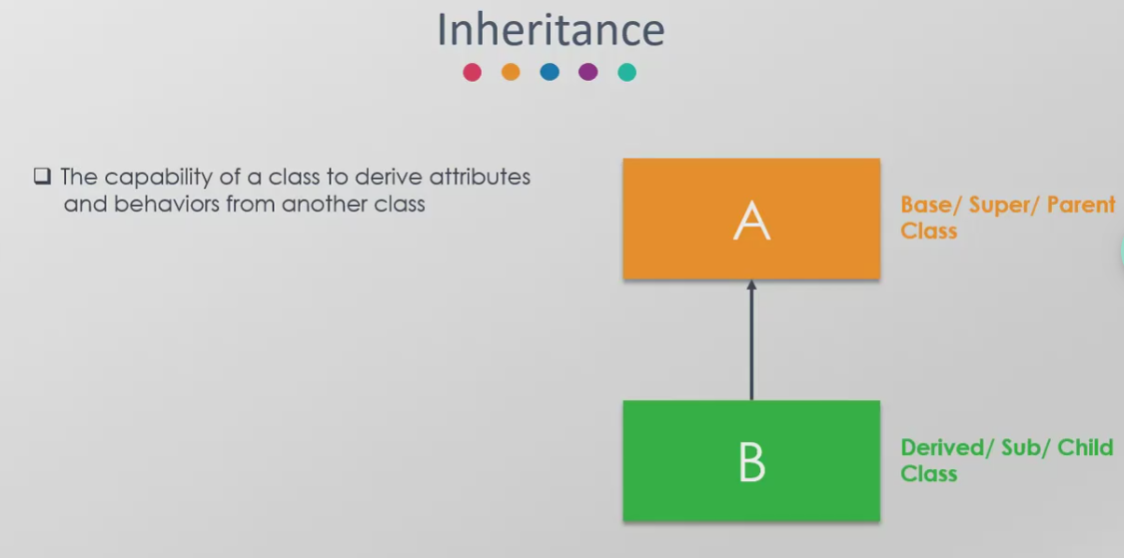 Inheritance
The capability of a class to derive attributes
and behaviors from another class
A
Base/ Super/ Parent
Class
B
Derived/ Sub/ Child
Class